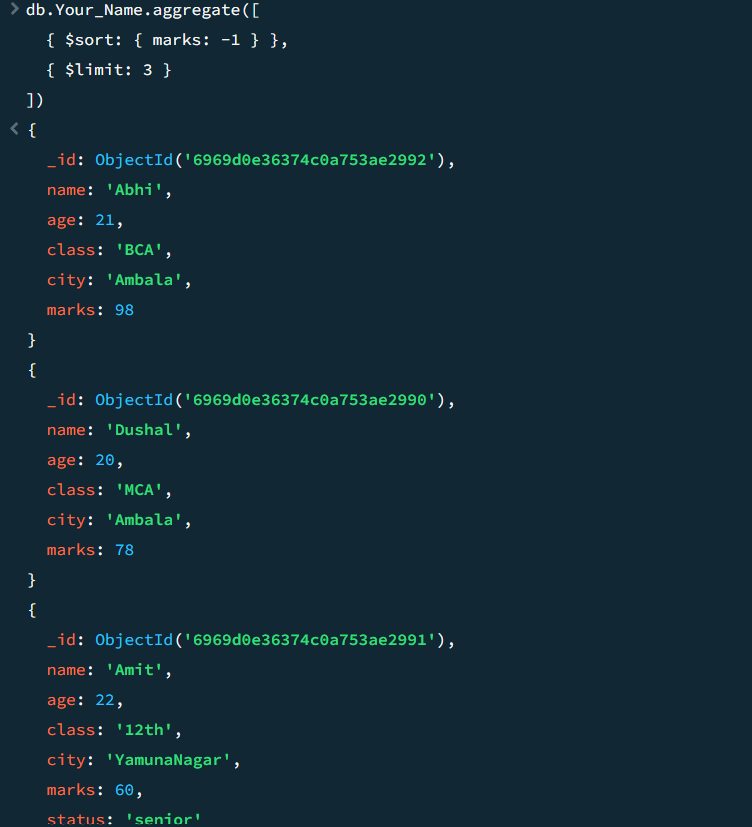 > db.Your_Name.aggregate([
{ $sort: { marks: -1 } },
{ $limit: 3 }
])
< {
_id: ObjectId('6969d0e36374c0a753ae2992'),
name: 'Abhi',
age: 21,
class: 'BCA',
city: 'Ambala',
marks: 98
}
{
_id: ObjectId('6969d0e36374c0a753ae2990'),
name: 'Dushal',
age: 20,
class: 'MCA',
city: 'Ambala',
marks: 78
}
{
_id: ObjectId('6969d0e36374c0a753ae2991'),
name: 'Amit',
age: 22,
class: '12th',
city: 'YamunaNagar',
marks: 60,
status: 'senior'